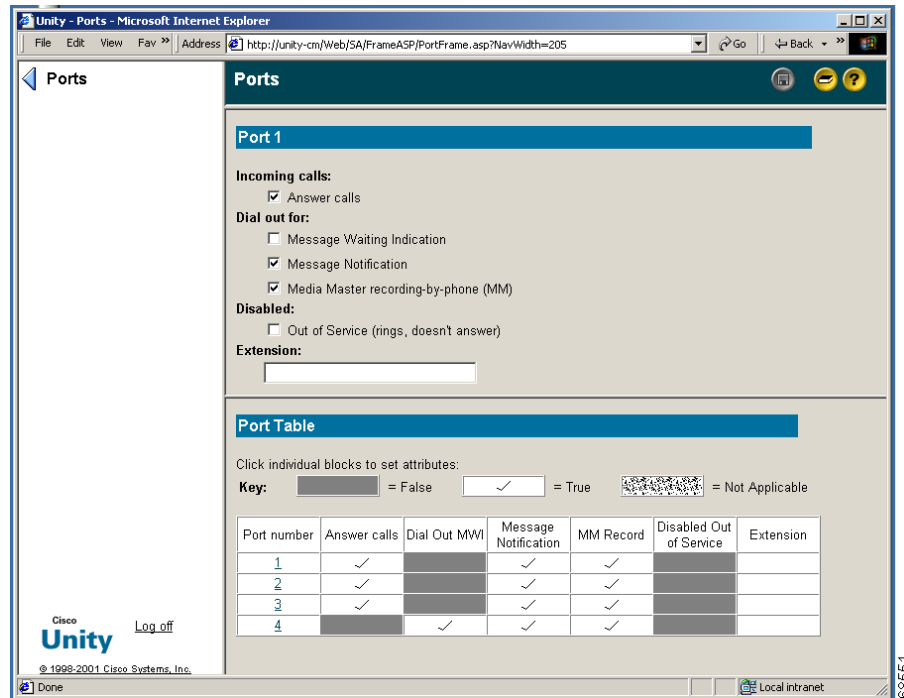 Unity - Ports - Microsoft Internet Explorer
File Edit View Fav » Address http://unity-cm/Web/SA/FrameASP/PortFrame.asp?NavWidth=205 Go Back »
Ports
Ports
Port 1
Incoming calls:
Answer calls
Dial out for:
Message Waiting Indication
Message Notification
Media Master recording-by-phone (MM)
Disabled:
Out of Service (rings, doesn't answer)
Extension:
Port Table
Click individual blocks to set attributes:
Key: = False = True = Not Applicable
Port number Answer calls Dial Out MWI Message Notification MM Record Disabled Out of Service Extension
1
2
3
4
Cisco
Unity
Log off
© 1998-2001 Cisco Systems, Inc.
Done Local intranet
68551